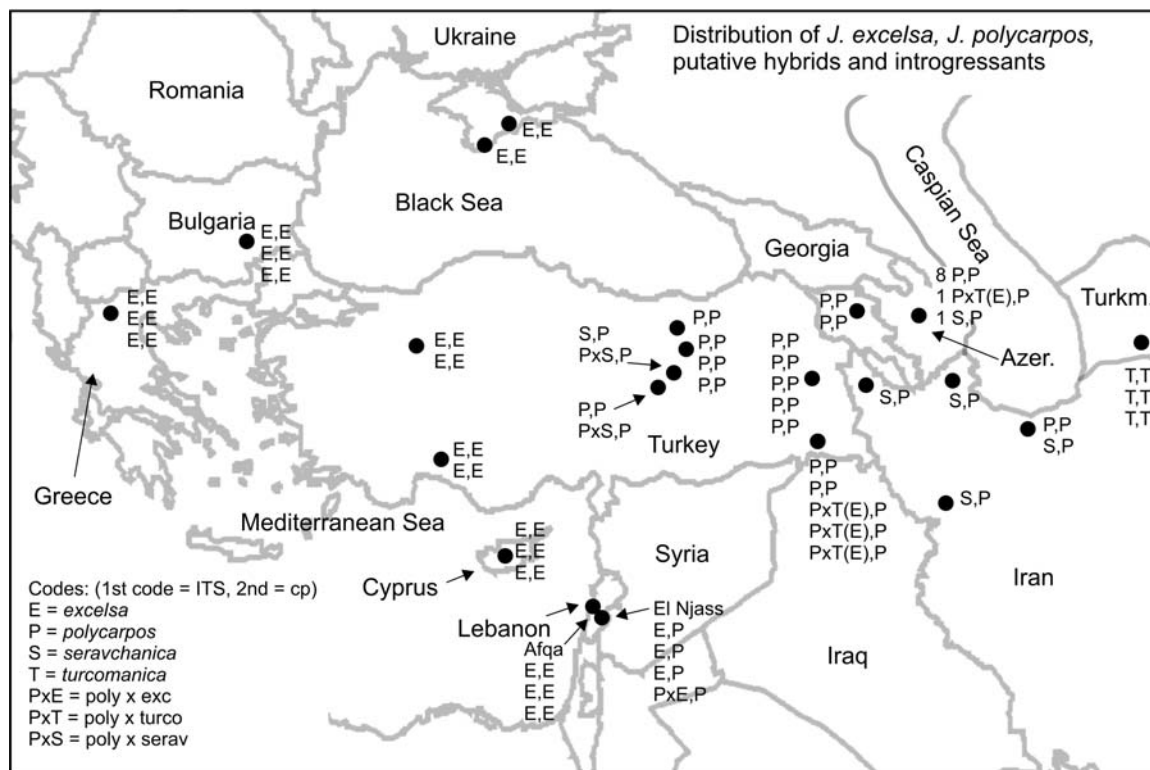 Distribution of J. excelsa, J. polycarpos,
putative hybrids and introgressants
Ukraine
Romania
E,E
E,E
Black Sea
Caspian Sea
Bulgaria
E,E
E,E
E,E
Georgia
8 P,P
1 PxT(E),P
1 S,P
Turkm.
E,E
E,E
E,E
Greece
E,E
E,E
E,E
E,E
P,P
S,P
PxS,P
P,P
P,P
P,P
P,P
PxS,P
Turkey
P,P
P,P
P,P
P,P
P,P
P,P
P,P
Azer.
S,P
S,P
P,P
S,P
T,T
T,T
T,T
P,P
P,P
PxT(E),P
PxT(E),P
PxT(E),P
S,P
Iran
Mediterranean Sea
E,E
E,E
E,E
Cyprus
Syria
Lebanon
Afqa
E,E
E,E
E,E
El Njass
E,P
E,P
E,P
PxE,P
Iraq
Codes: (1st code = ITS, 2nd = cp)
E = excelsa
P = polycarpos
S = seravchanica
T = turcomanica
PxE = poly x exc
PxT = poly x turco
PxS = poly x serav